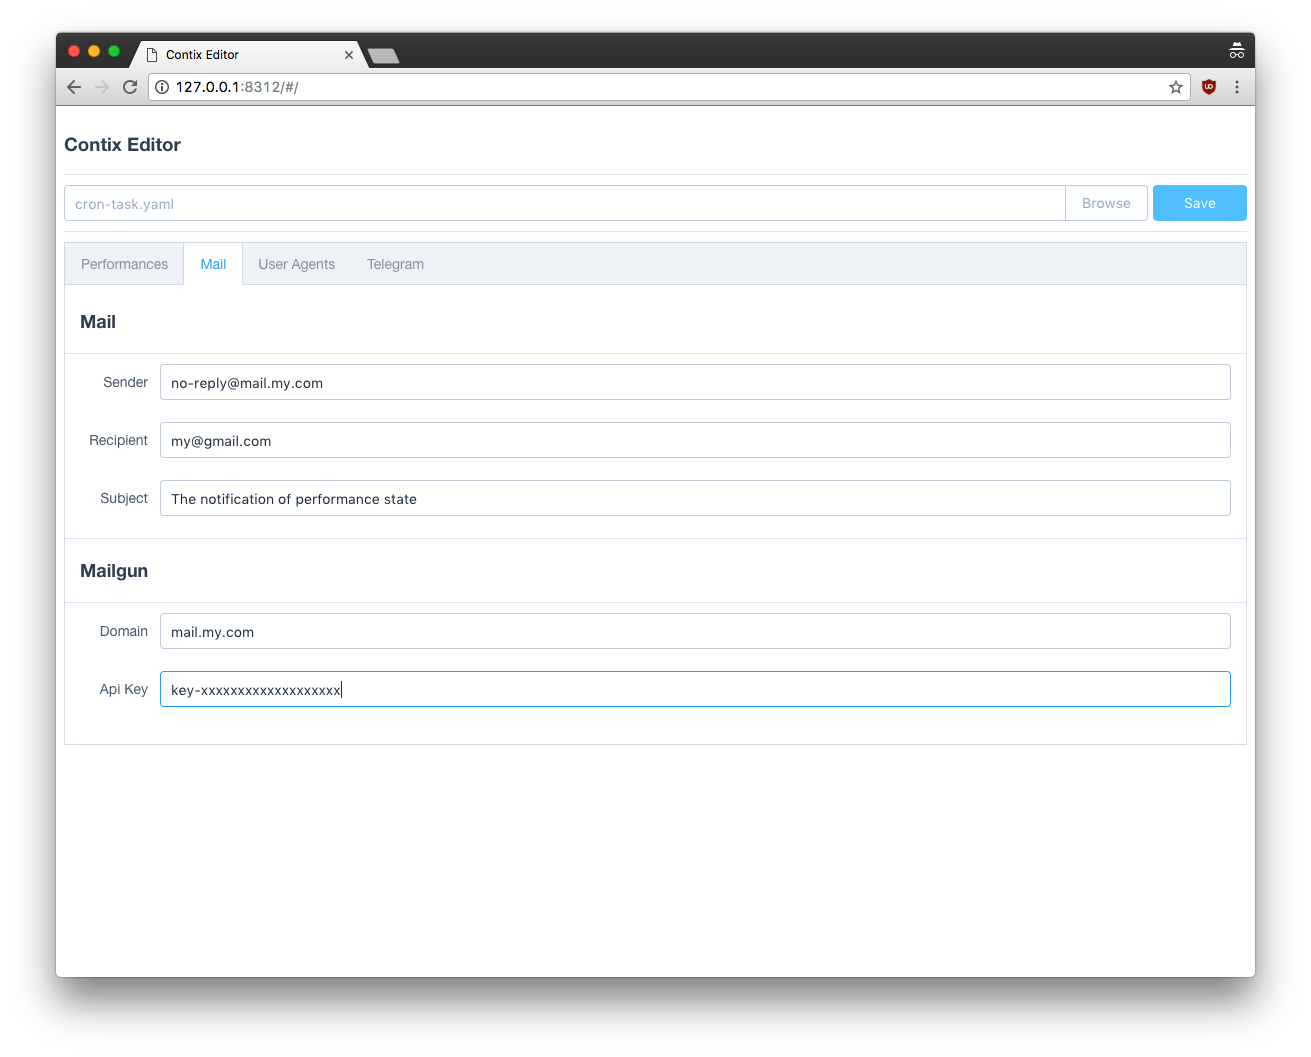 Contix Editor
127.0.0.1:8312/#/
Contix Editor
cron-task.yaml Browse Save
Performances Mail User Agents Telegram
Mail
Sender no-reply@mail.my.com
Recipient my@gmail.com
Subject The notification of performance state
Mailgun
Domain mail.my.com
Api Key key-xxxxxxxxxxxxxxxxxxx